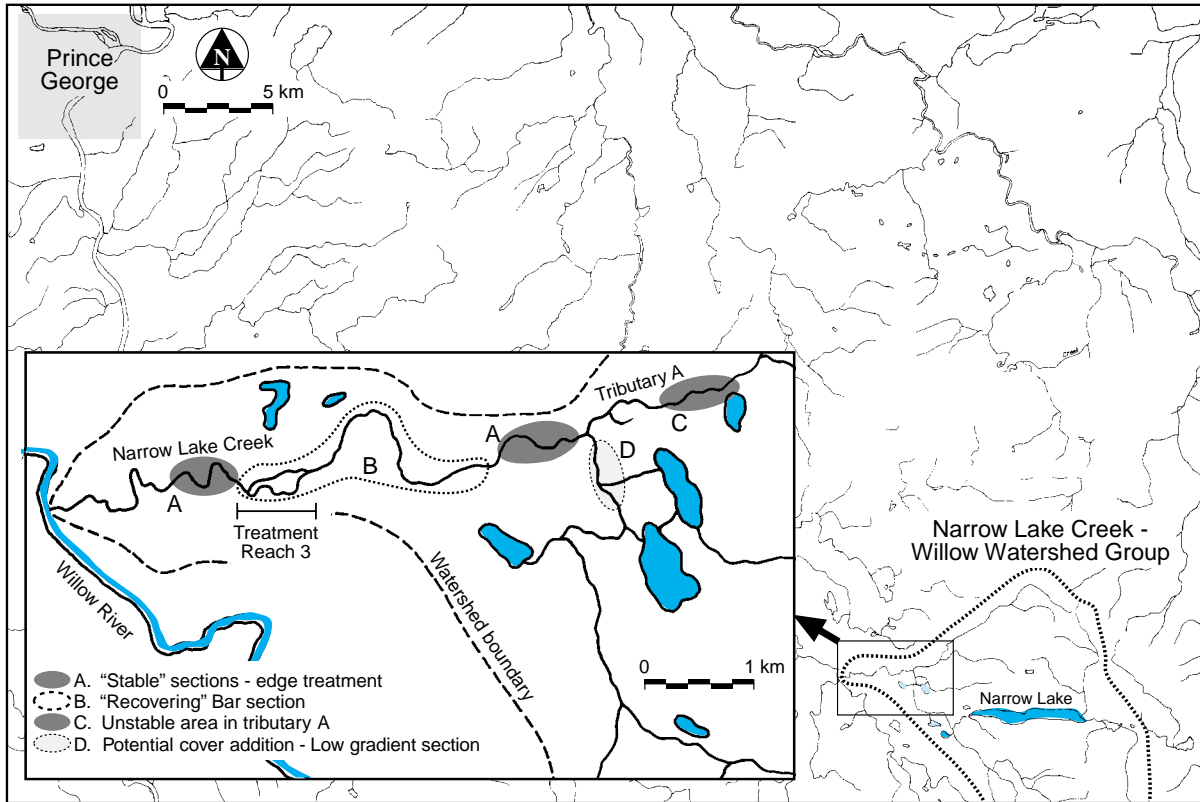 Prince
George
N
0 5 km
Creek
Narrow Lake Creek -
Willow Watershed Group
Narrow Lake
Tributary A
A
C
D
Narrow Lake Creek
B
A
Treatment
Reach 3
Willow River
Watershed boundary
0 1 km
A. “Stable” sections - edge treatment
B. “Recovering” Bar section
C. Unstable area in tributary A
D. Potential cover addition - Low gradient section